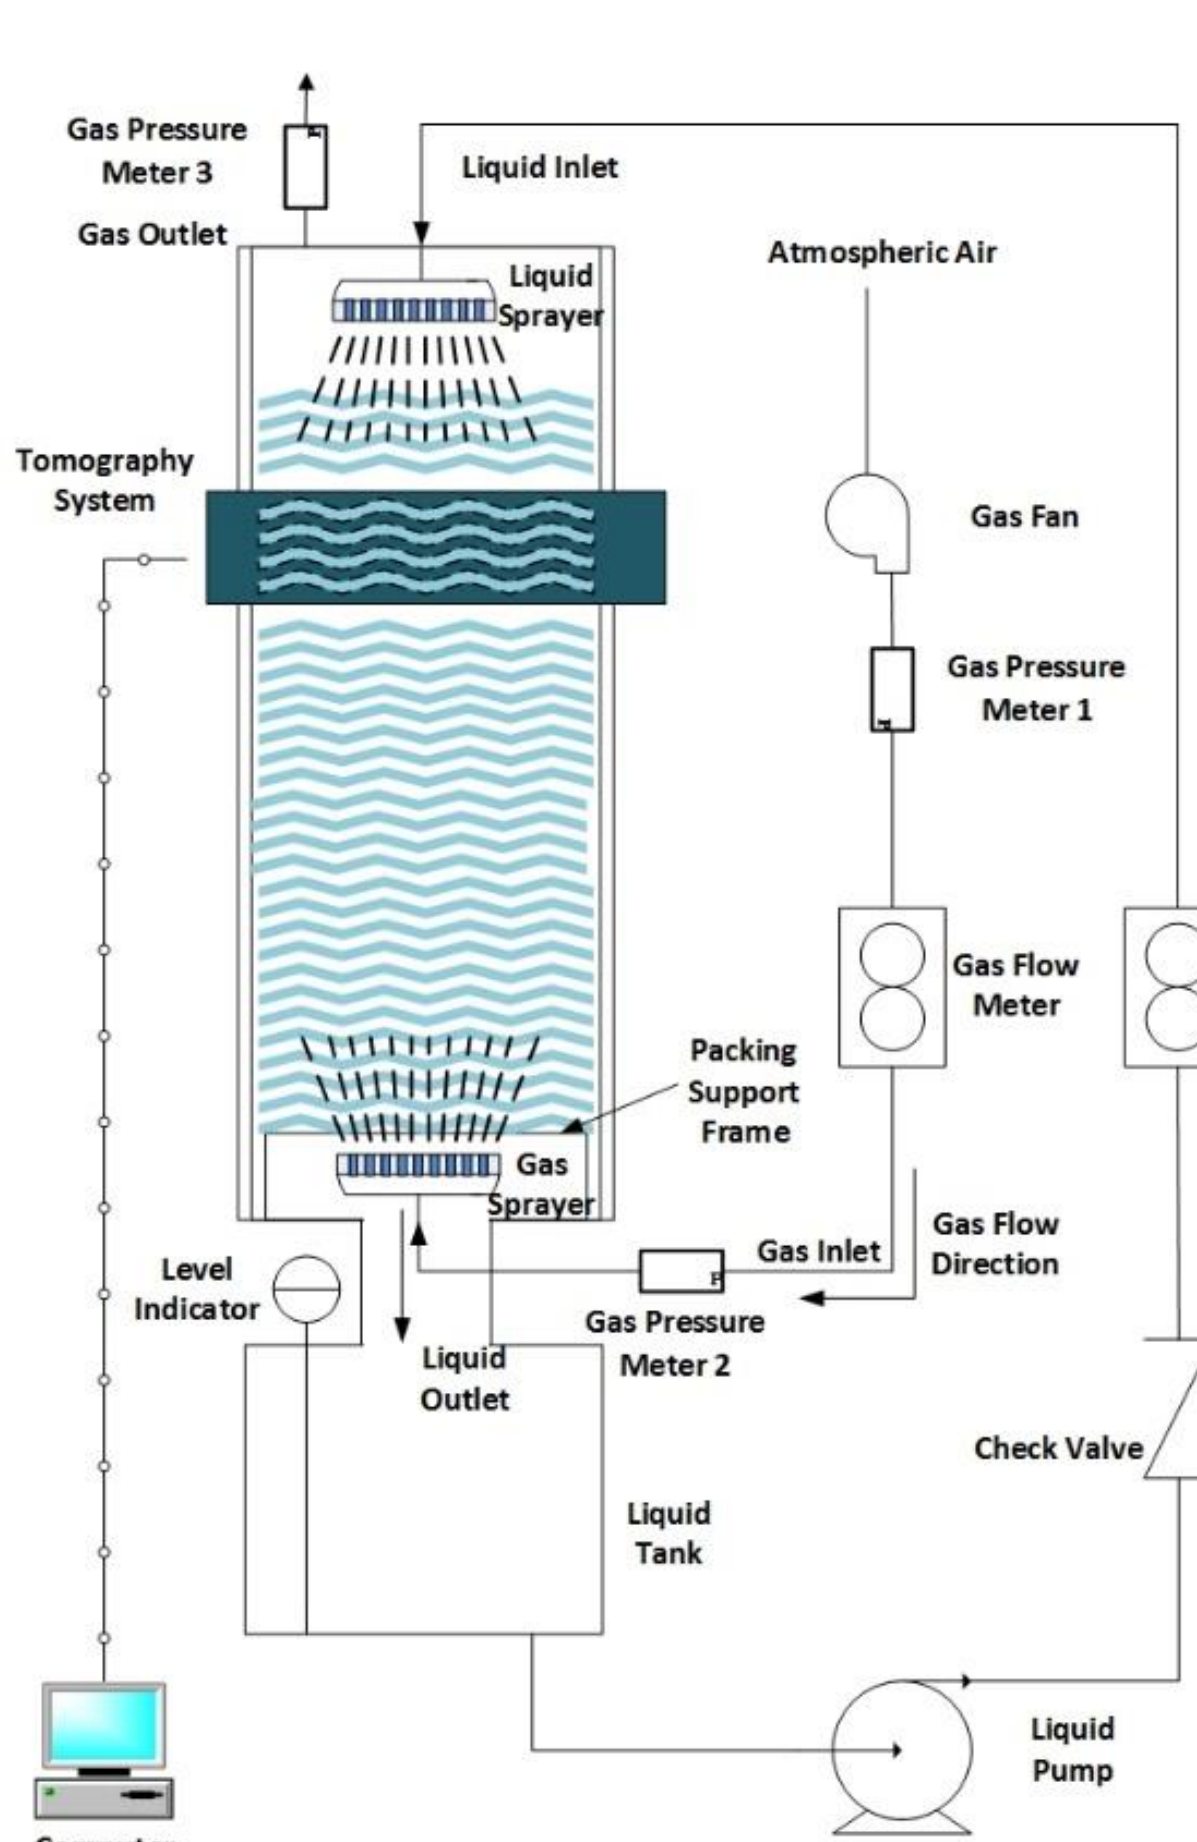 Gas Pressure
Meter 3
Liquid Inlet
Gas Outlet
Atmospheric Air
Liquid
Sprayer
Tomography
System
Gas Fan
Gas Pressure
Meter 1
Gas Flow
Meter
Packing
Support
Frame
Gas
Sprayer
Gas Flow
Direction
Gas Inlet
Level
Indicator
Gas Pressure
Meter 2
Liquid
Outlet
Check Valve
Liquid
Tank
Liquid
Pump
P
P
P